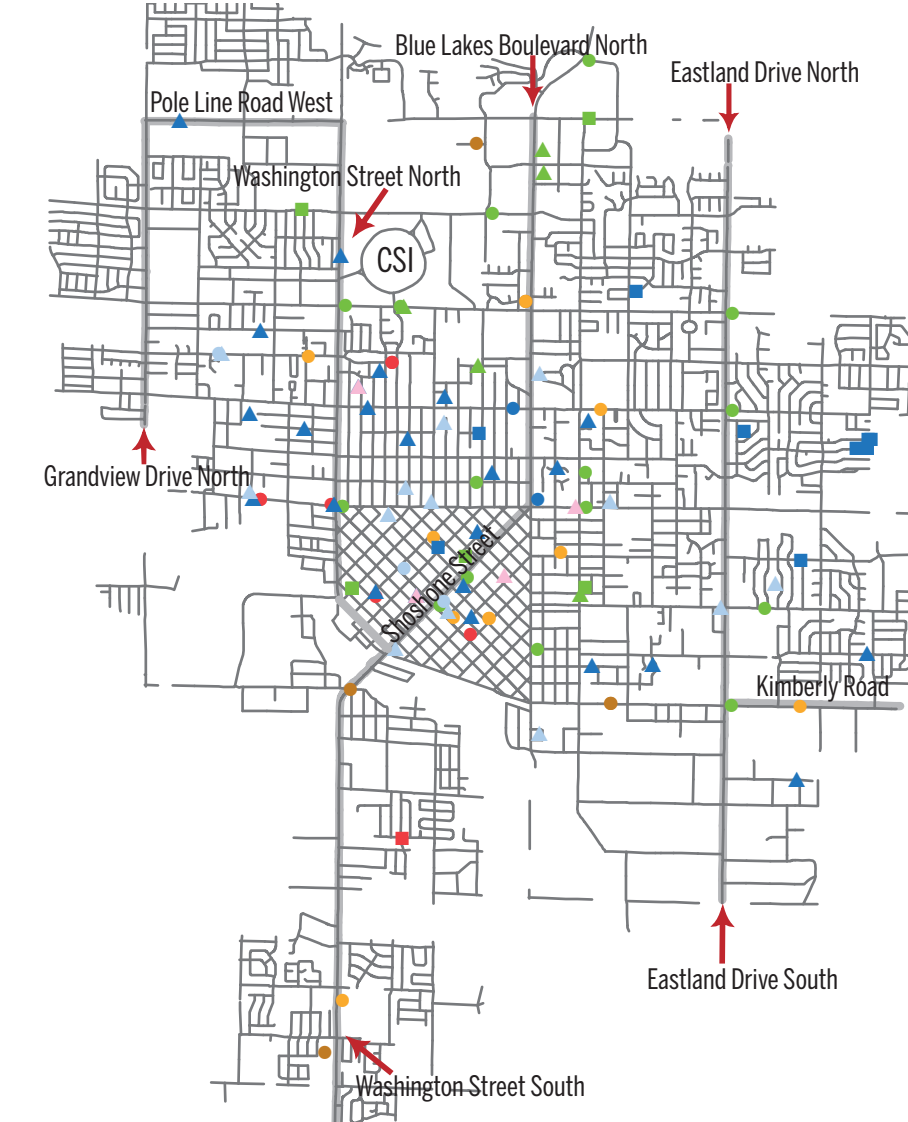 Blue Lakes Boulevard North
Eastland Drive North
Pole Line Road West
Washington Street North
CSI
Grandview Drive North
Shoshone Street
Kimberly Road
Eastland Drive South
Washington Street South